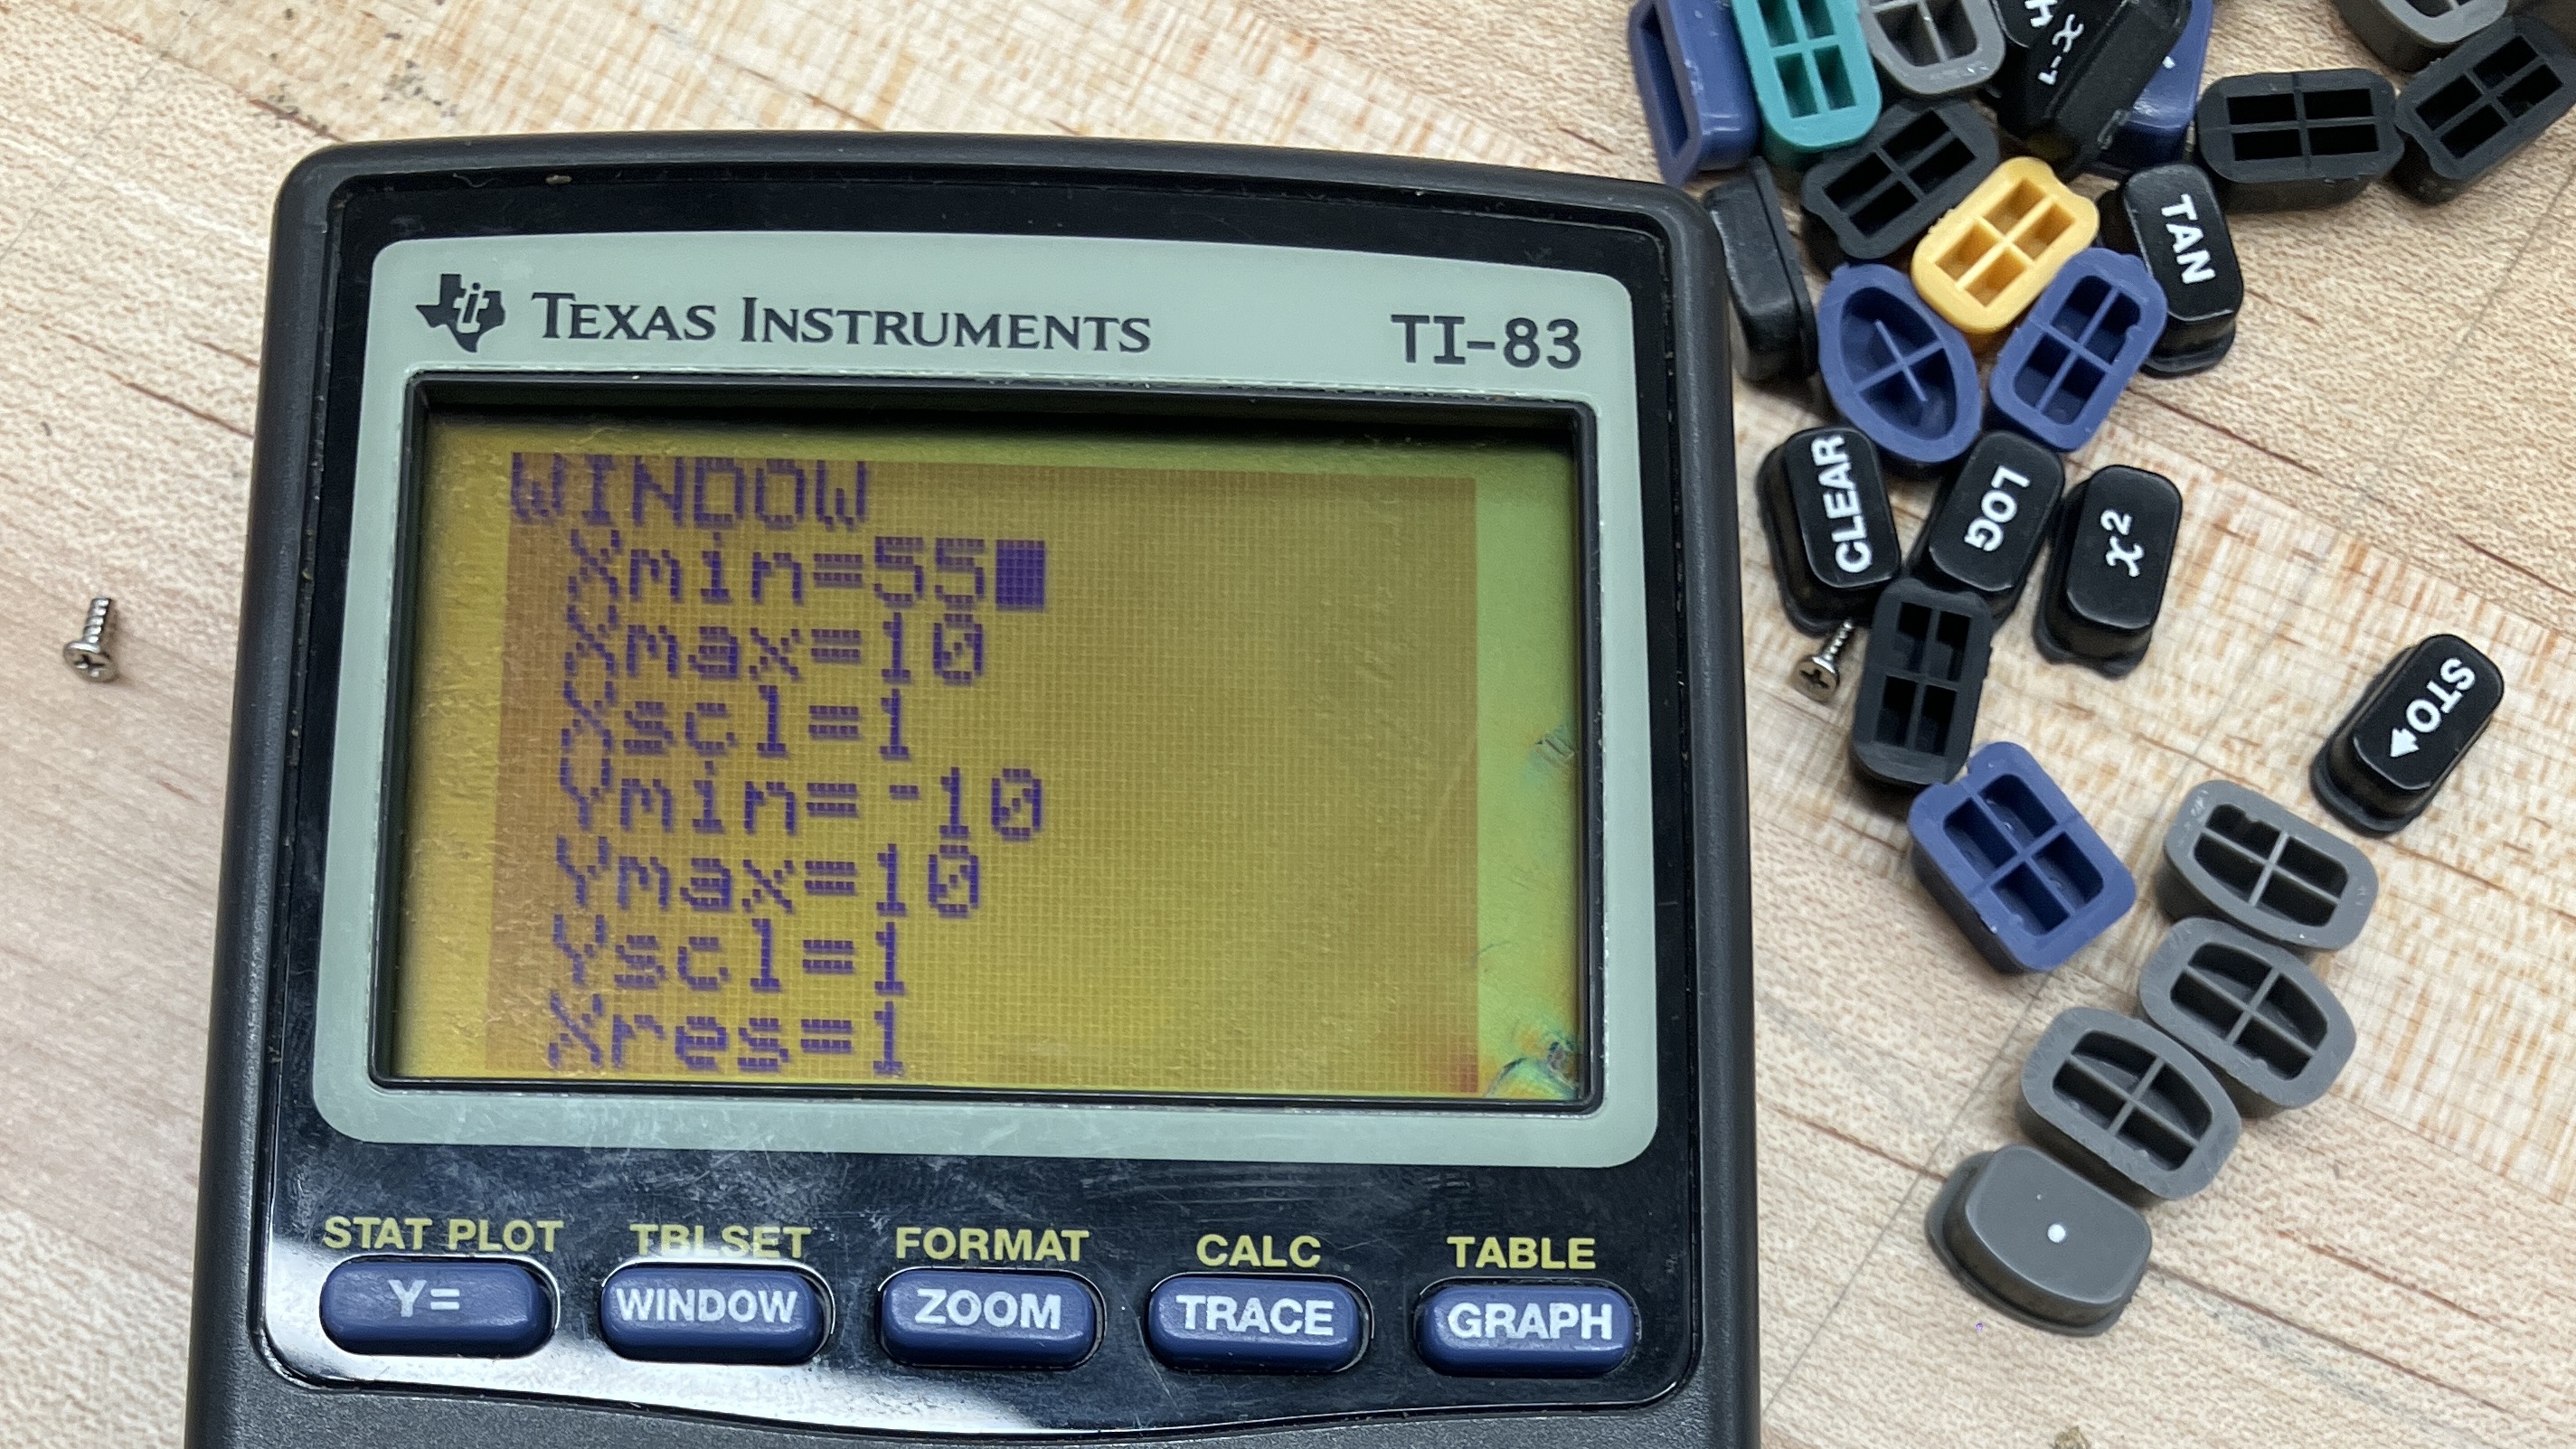 TEXAS INSTRUMENTS TI-83
WINDOW
Xmin=55
Xmax=10
Xscl=1
Ymin=-10
Ymax=10
Yscl=1
Xres=1
STAT PLOT TBLSET FORMAT CALC TABLE
Y= WINDOW ZOOM TRACE GRAPH
x-1
TAN
CLEAR
LOG
x²
STO▶